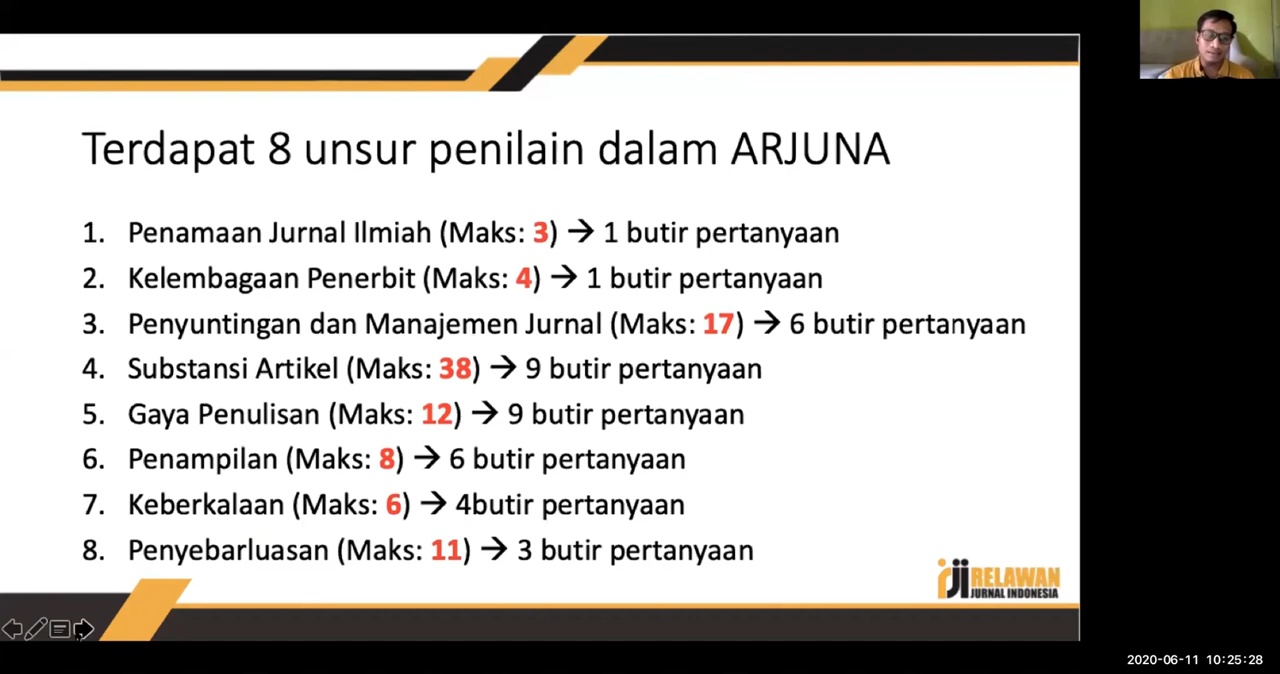 Terdapat 8 unsur penilain dalam ARJUNA
1. Penamaan Jurnal Ilmiah (Maks: 3) → 1 butir pertanyaan
2. Kelembagaan Penerbit (Maks: 4) → 1 butir pertanyaan
3. Penyuntingan dan Manajemen Jurnal (Maks: 17) → 6 butir pertanyaan
4. Substansi Artikel (Maks: 38) → 9 butir pertanyaan
5. Gaya Penulisan (Maks: 12) → 9 butir pertanyaan
6. Penampilan (Maks: 8) → 6 butir pertanyaan
7. Keberkalaan (Maks: 6) → 4butir pertanyaan
8. Penyebarluasan (Maks: 11) → 3 butir pertanyaan
rji RELAWAN
JURNAL INDONESIA
2020-06-11 10:25:28